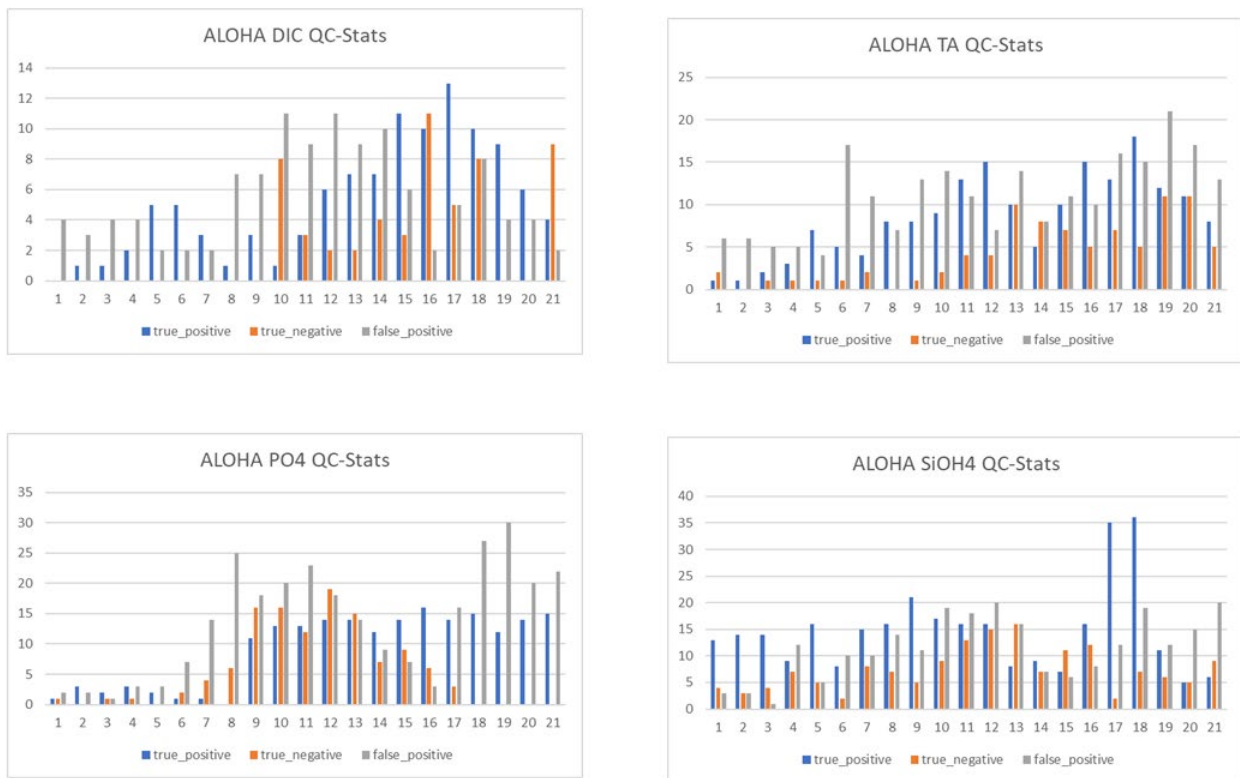 ALOHA DIC QC-Stats
14
12
10
8
6
4
2
0
1 2 3 4 5 6 7 8 9 10 11 12 13 14 15 16 17 18 19 20 21
true_positive true_negative false_positive
ALOHA TA QC-Stats
25
20
15
10
5
0
1 2 3 4 5 6 7 8 9 10 11 12 13 14 15 16 17 18 19 20 21
true_positive true_negative false_positive
ALOHA PO4 QC-Stats
35
30
25
20
15
10
5
0
1 2 3 4 5 6 7 8 9 10 11 12 13 14 15 16 17 18 19 20 21
true_positive true_negative false_positive
ALOHA SiOH4 QC-Stats
40
35
30
25
20
15
10
5
0
1 2 3 4 5 6 7 8 9 10 11 12 13 14 15 16 17 18 19 20 21
true_positive true_negative false_positive